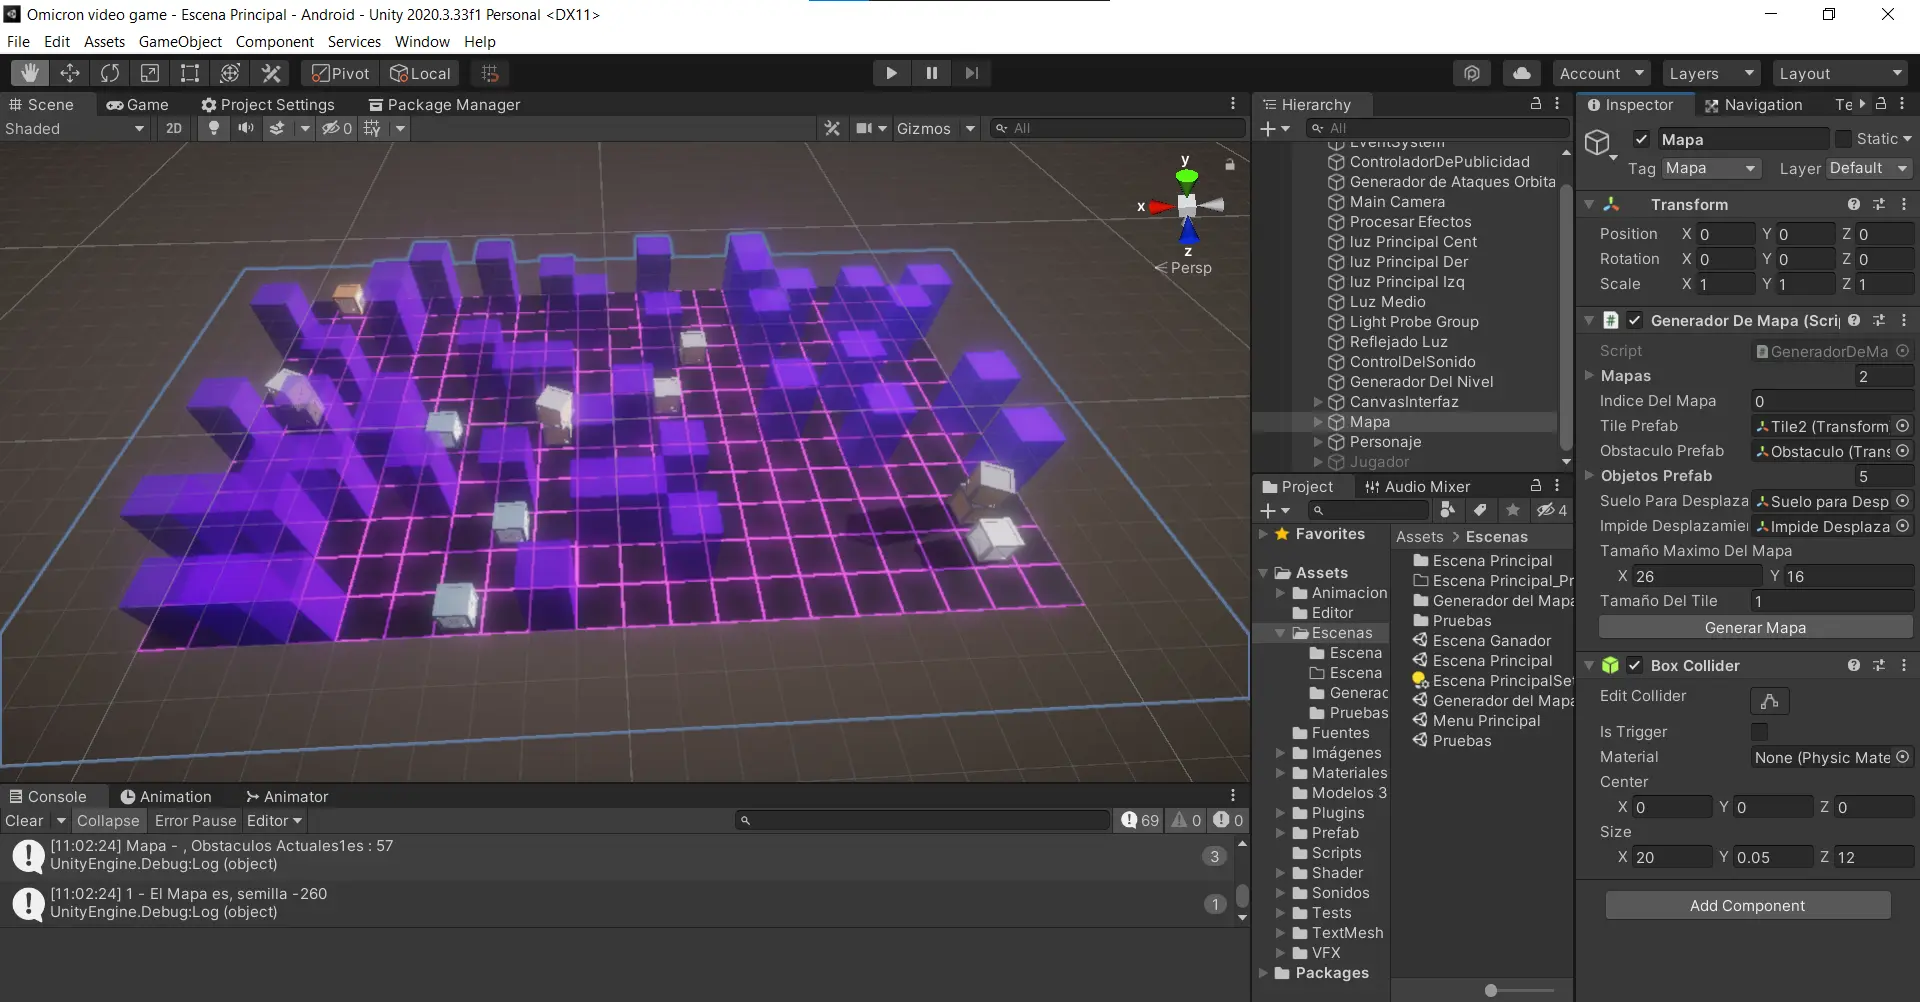 Omicron video game - Escena Principal - Android - Unity 2020.3.33f1 Personal <DX11>
File Edit Assets GameObject Component Services Window Help
Pivot Local Account Layers Layout
Scene Game Project Settings Package Manager
Shaded 2D 0 Gizmos All
y
x
z
Persp
Hierarchy
All
EventSystem
ControladorDePublicidad
Generador de Ataques Orbita
Main Camera
Procesar Efectos
luz Principal Cent
luz Principal Der
luz Principal Izq
Luz Medio
Light Probe Group
Reflejado Luz
ControlDelSonido
Generador Del Nivel
CanvasInterfaz
Mapa
Personaje
Jugador
Project Audio Mixer
4
Favorites
Assets
Animacion
Editor
Escenas
Escena
Escena
Generac
Pruebas
Fuentes
Imágenes
Materiales
Modelos 3
Plugins
Prefab
Scripts
Shader
Sonidos
Tests
TextMesh
VFX
Packages
Assets > Escenas
Escena Principal
Escena Principal_Pr
Generador del Mapa
Pruebas
Escena Ganador
Escena Principal
Escena PrincipalSet
Generador del Mapa
Menu Principal
Pruebas
Inspector Navigation Te
Mapa Static
Tag Mapa Layer Default
Transform
Position X 0 Y 0 Z 0
Rotation X 0 Y 0 Z 0
Scale X 1 Y 1 Z 1
# Generador De Mapa (Scri
Script GeneradorDeMa
Mapas 2
Indice Del Mapa 0
Tile Prefab Tile2 (Transform
Obstaculo Prefab Obstaculo (Trans
Objetos Prefab 5
Suelo Para Desplaza Suelo para Desp
Impide Desplazamie Impide Desplaza
Tamaño Maximo Del Mapa
X 26 Y 16
Tamaño Del Tile 1
Generar Mapa
Box Collider
Edit Collider
Is Trigger
Material None (Physic Mate
Center
X 0 Y 0 Z 0
Size
X 20 Y 0.05 Z 12
Add Component
Console Animation Animator
Clear Collapse Error Pause Editor 69 0 0
[11:02:24] Mapa - , Obstaculos Actuales1es : 57
UnityEngine.Debug:Log (object)
3
[11:02:24] 1 - El Mapa es, semilla -260
UnityEngine.Debug:Log (object)
1